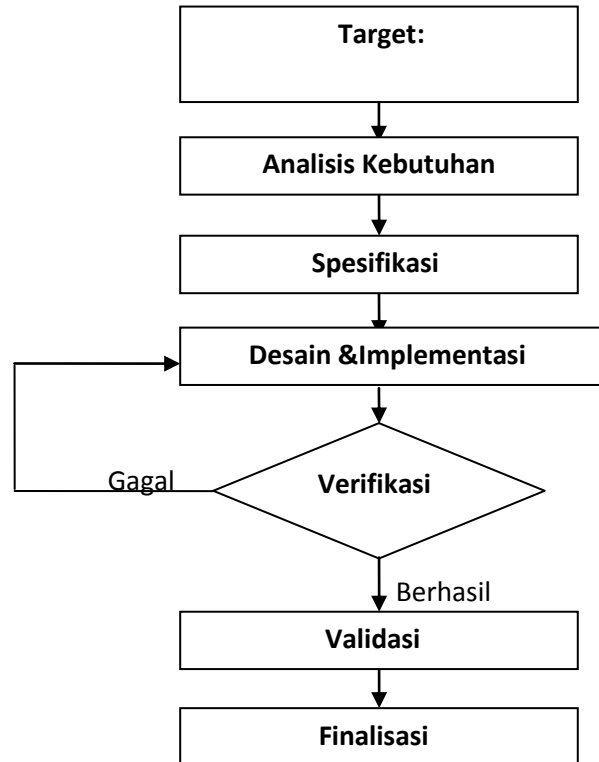 Target:
Analisis Kebutuhan
Spesifikasi
Desain &Implementasi
Gagal
Verifikasi
Berhasil
Validasi
Finalisasi